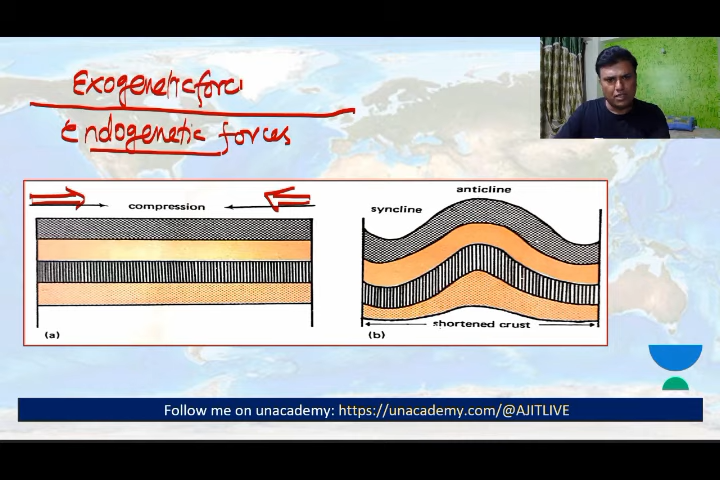 Exogenetic forc
Endogenetic forces
compression
anticline
syncline
shortened crust
(a)
(b)
Follow me on unacademy: https://unacademy.com/@AJITLIVE